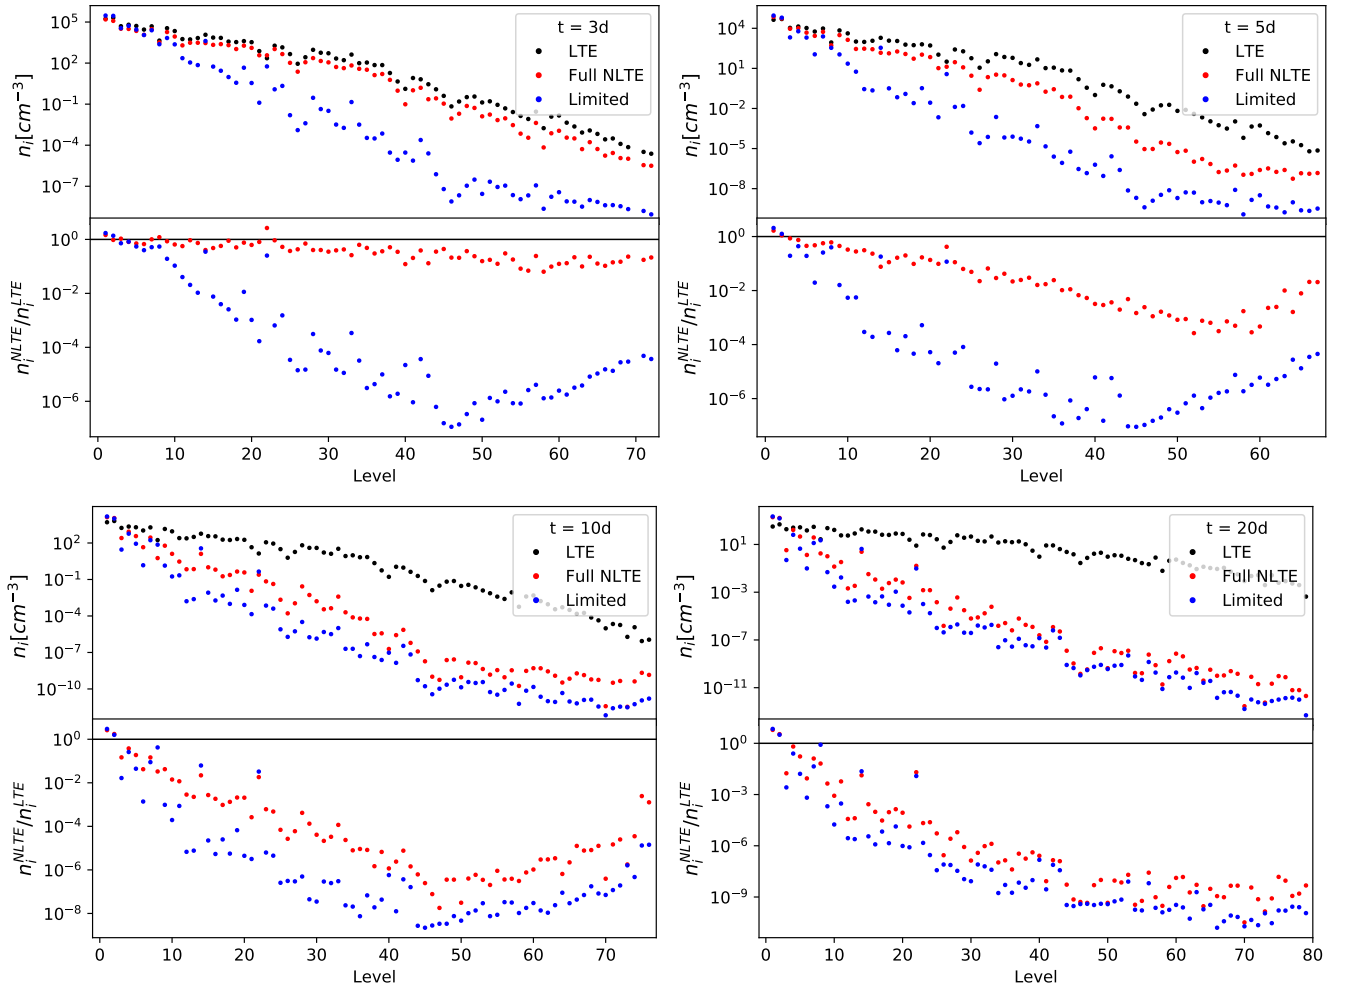 t = 3d
LTE
Full NLTE
Limited
10^5
10^2
10^−1
10^−4
10^−7
n_i[cm^−3]
10^0
10^−2
10^−4
10^−6
n_i^NLTE/n_i^LTE
0 10 20 30 40 50 60 70
Level
t = 5d
LTE
Full NLTE
Limited
10^4
10^1
10^−2
10^−5
10^−8
n_i[cm^−3]
10^0
10^−2
10^−4
10^−6
n_i^NLTE/n_i^LTE
0 10 20 30 40 50 60
Level
t = 10d
LTE
Full NLTE
Limited
10^2
10^−1
10^−4
10^−7
10^−10
n_i[cm^−3]
10^0
10^−2
10^−4
10^−6
10^−8
n_i^NLTE/n_i^LTE
0 10 20 30 40 50 60 70
Level
t = 20d
LTE
Full NLTE
Limited
10^1
10^−3
10^−7
10^−11
n_i[cm^−3]
10^0
10^−3
10^−6
10^−9
n_i^NLTE/n_i^LTE
0 10 20 30 40 50 60 70 80
Level